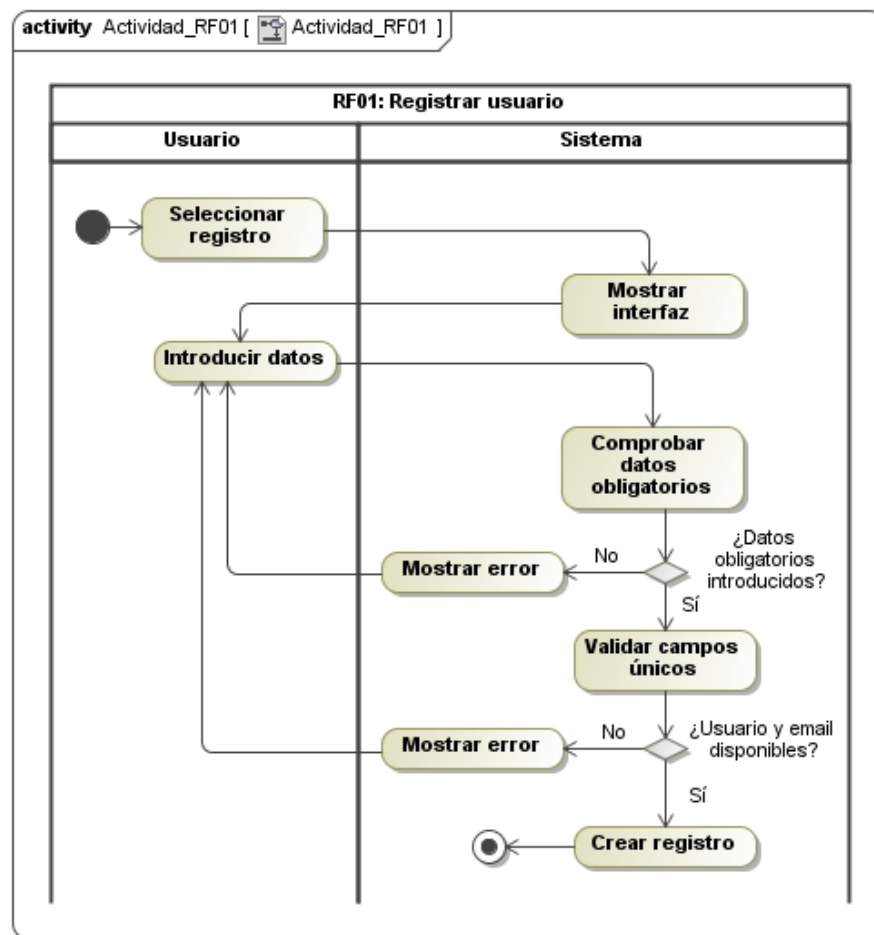 activity Actividad_RF01 [ Actividad_RF01 ]
RF01: Registrar usuario
Usuario
Sistema
Seleccionar
registro
Mostrar
interfaz
Introducir datos
Comprobar
datos
obligatorios
¿Datos
obligatorios
introducidos?
No
Mostrar error
Sí
Validar campos
únicos
¿Usuario y email
disponibles?
No
Mostrar error
Sí
Crear registro